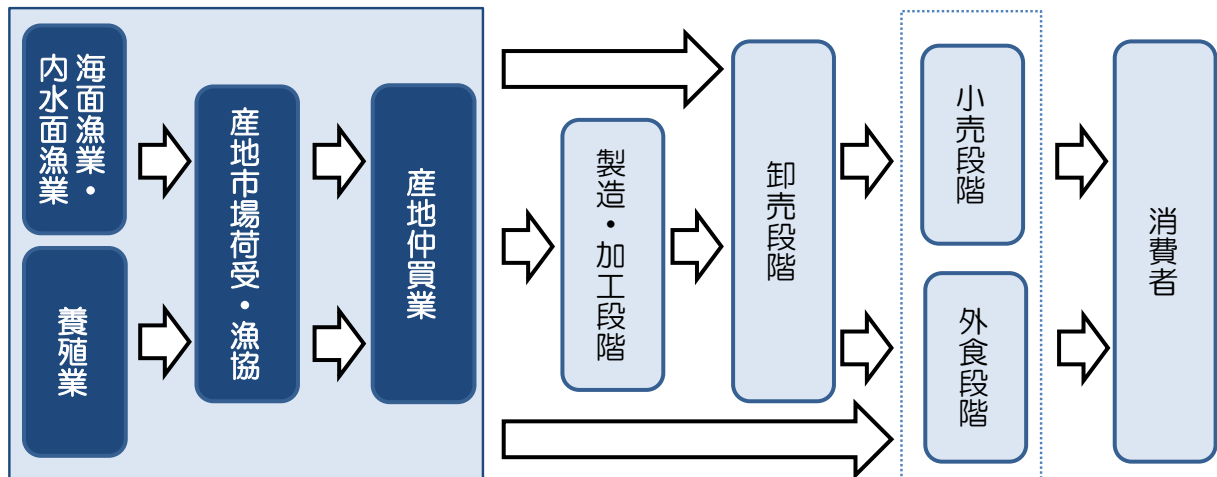 海面漁業・
内水面漁業
養殖業
産地市場荷受・漁協
産地仲買業
製造・加工段階
卸売段階
小売段階
外食段階
消費者